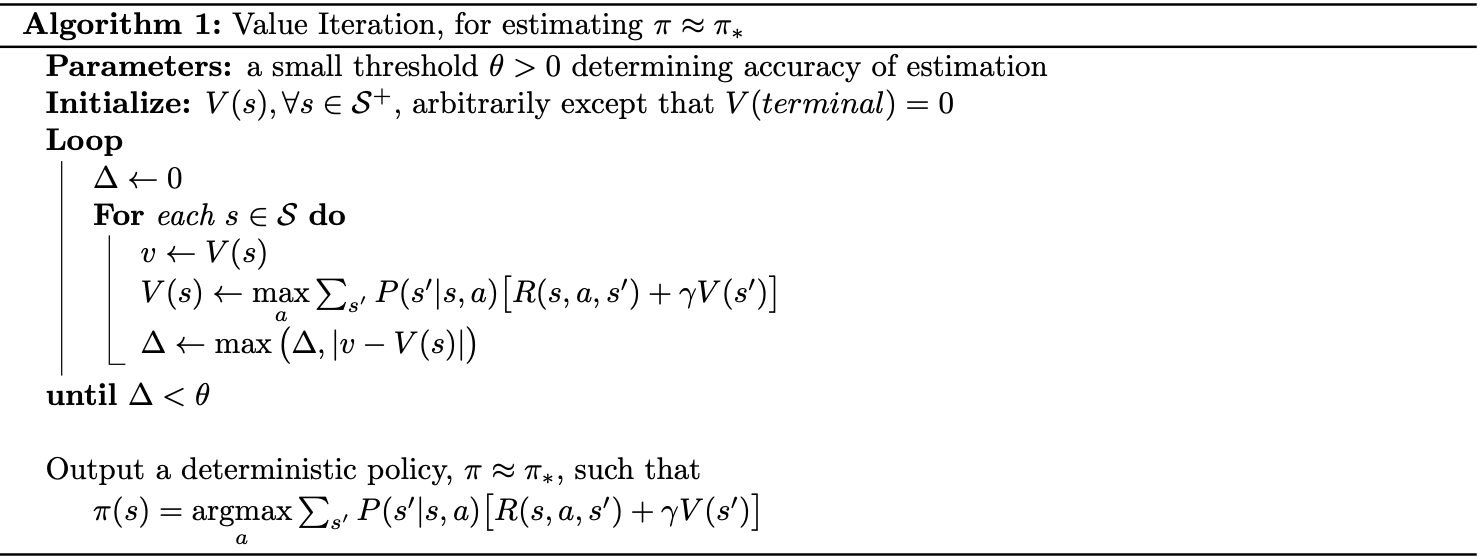 Algorithm 1: Value Iteration, for estimating π ≈ π∗
Parameters: a small threshold θ > 0 determining accuracy of estimation
Initialize: V(s), ∀s ∈ S⁺, arbitrarily except that V(terminal) = 0
Loop
Δ ← 0
For each s ∈ S do
v ← V(s)
V(s) ← max_a ∑_{s′} P(s′|s, a)[R(s, a, s′) + γV(s′)]
Δ ← max (Δ, |v − V(s)|)
until Δ < θ
Output a deterministic policy, π ≈ π∗, such that
π(s) = argmax_a ∑_{s′} P(s′|s, a)[R(s, a, s′) + γV(s′)]